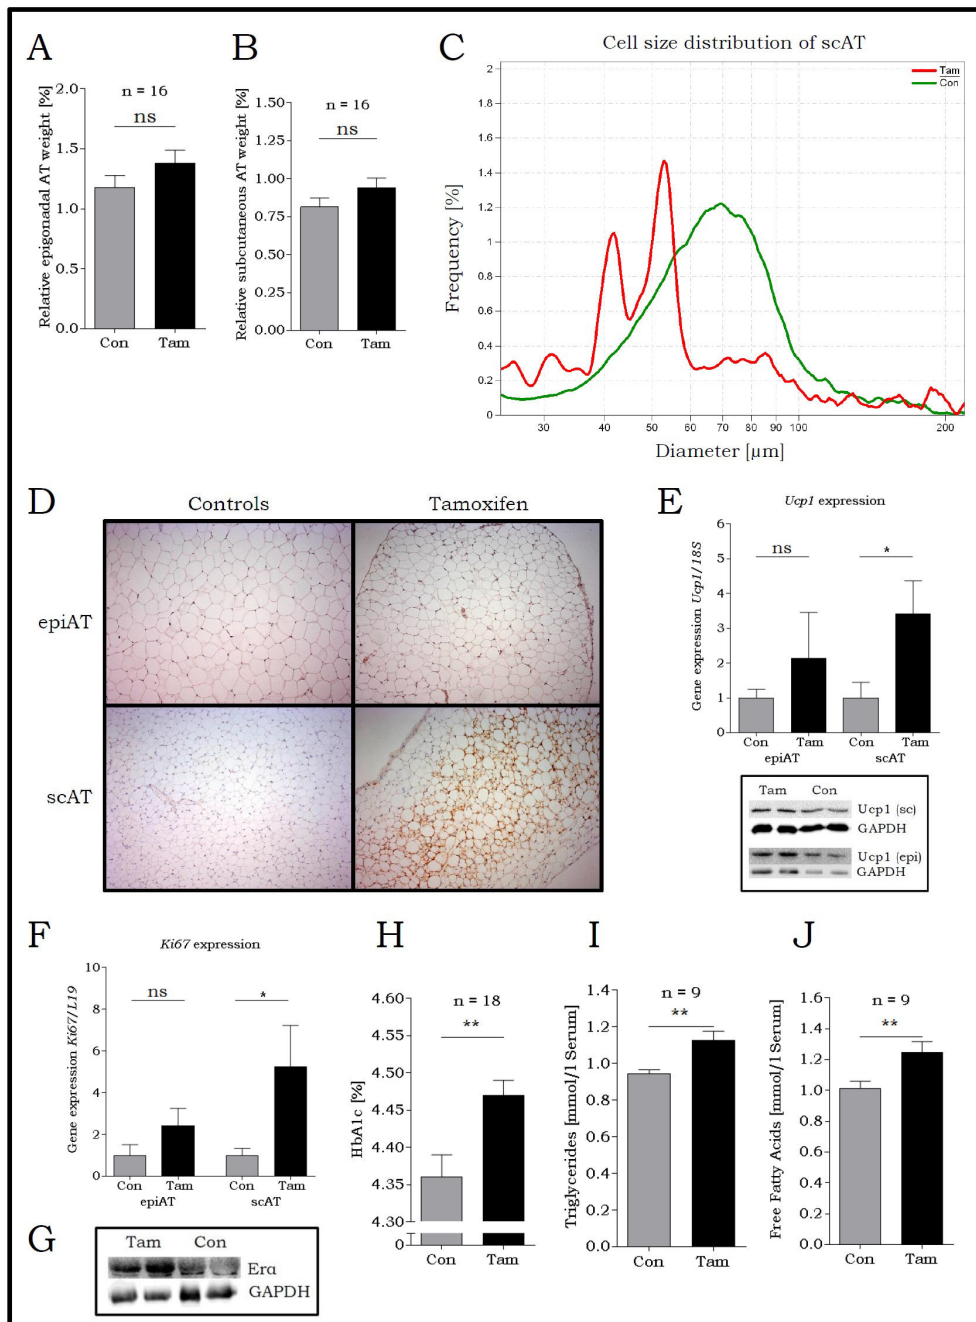 A
Relative epigonadal AT weight [%]
2.0
1.5
1.0
0.5
0.0
n = 16
ns
Con Tam
B
Relative subcutaneous AT weight [%]
1.50
1.25
1.00
0.75
0.50
0.25
0.00
n = 16
ns
Con Tam
C
Cell size distribution of scAT
Tam
Con
Frequency [%]
2
1.8
1.6
1.4
1.2
1
0.8
0.6
0.4
0.2
0
30 40 50 60 70 80 90 100 200
Diameter [µm]
D
Controls Tamoxifen
epiAT
scAT
E
Ucp1 expression
Gene expression Ucp1/18S
6
5
4
3
2
1
0
ns *
Con Tam Con Tam
epiAT scAT
Tam Con
Ucp1 (sc)
GAPDH
Ucp1 (epi)
GAPDH
F
Ki67 expression
Gene expression Ki67/L19
10
8
6
4
2
0
ns *
Con Tam Con Tam
epiAT scAT
G
Tam Con
Erα
GAPDH
H
HbA1c [%]
4.60
4.55
4.50
4.45
4.40
4.35
4.30
0
n = 18
**
Con Tam
I
Triglycerides [mmol/l Serum]
1.4
1.2
1.0
0.8
0.6
0.4
0.2
0.0
n = 9
**
Con Tam
J
Free Fatty Acids [mmol/l Serum]
1.6
1.4
1.2
1.0
0.8
0.6
0.4
0.2
0.0
n = 9
**
Con Tam